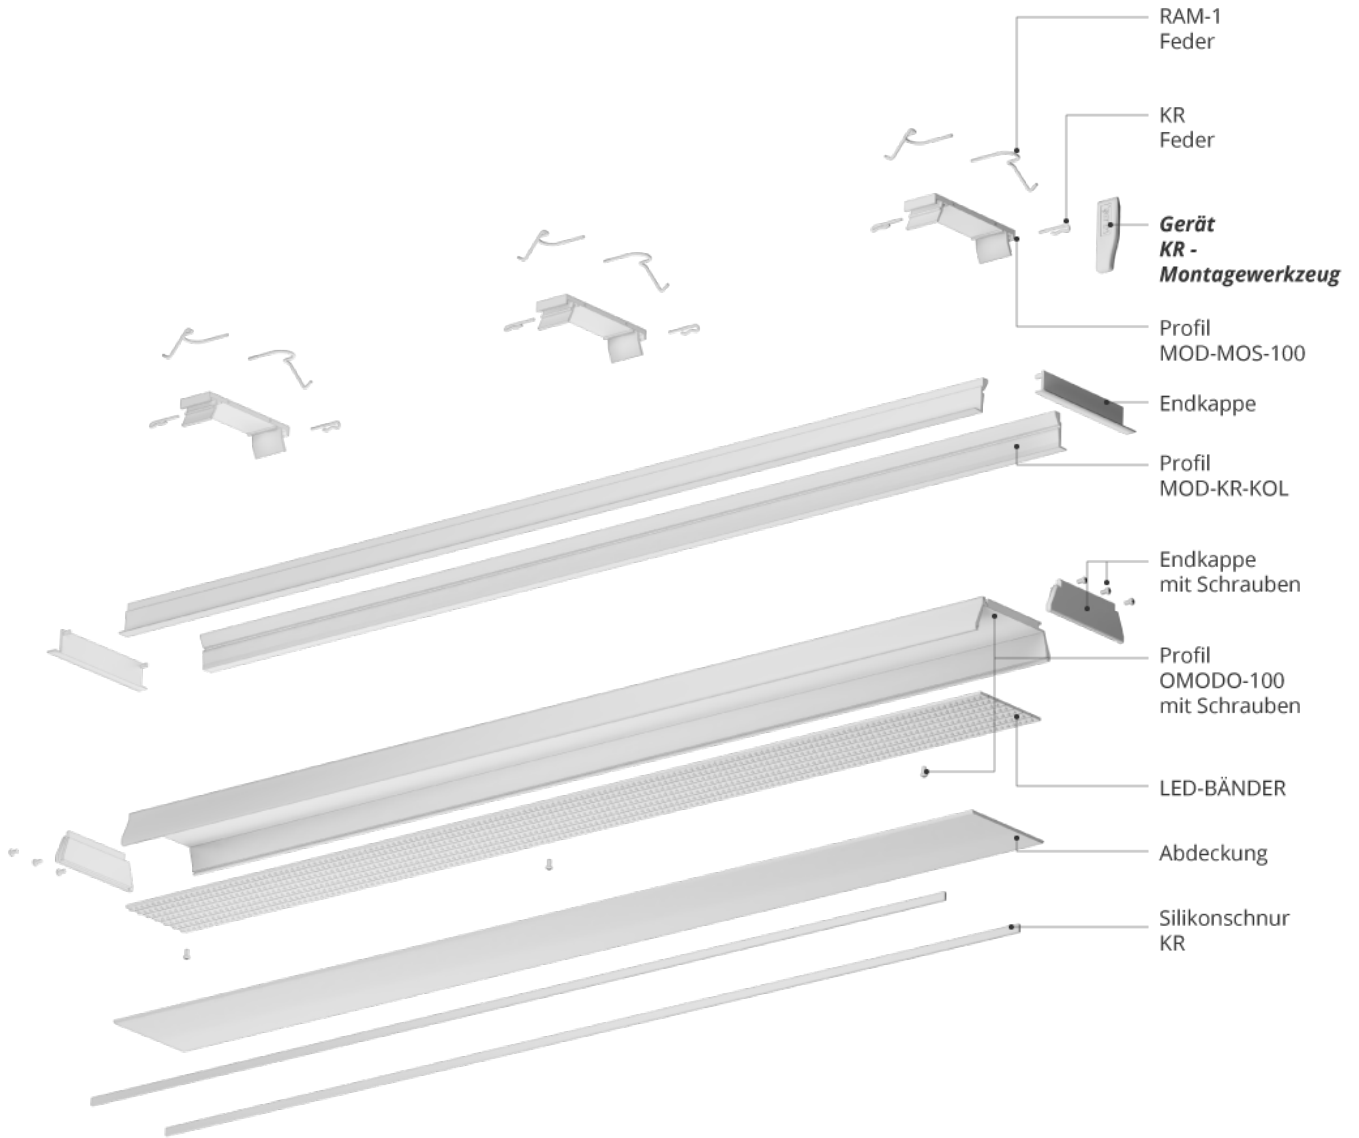 RAM-1
Feder
KR
Feder
Gerät
KR -
Montagewerkzeug
Profil
MOD-MOS-100
Endkappe
Profil
MOD-KR-KOL
Endkappe
mit Schrauben
Profil
OMODO-100
mit Schrauben
LED-BÄNDER
Abdeckung
Silikonschnur
KR